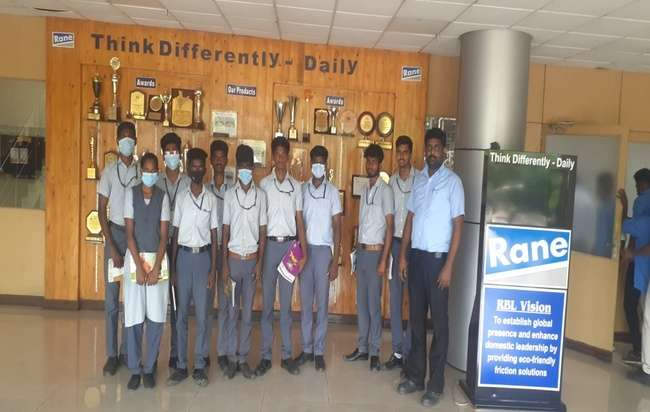 Rane
Think Differently - Daily
Rane
Awards
Our Products
Awards
Think Differently - Daily
Rane
RBL Vision
To establish global
presence and enhance
domestic leadership by
providing eco-friendly
friction solutions